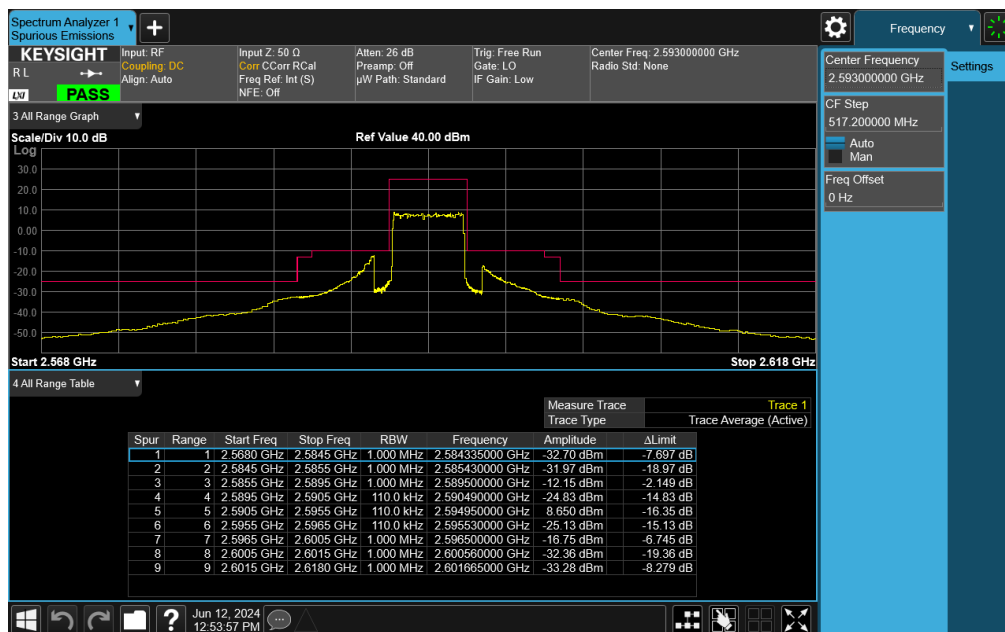 Spectrum Analyzer 1
Spurious Emissions
Frequency
KEYSIGHT
R L
LXI
PASS
Input: RF
Coupling: DC
Align: Auto
Input Z: 50 Ω
Corr CCorr RCal
Freq Ref: Int (S)
NFE: Off
Atten: 26 dB
Preamp: Off
µW Path: Standard
Trig: Free Run
Gate: LO
IF Gain: Low
Center Freq: 2.593000000 GHz
Radio Std: None
Center Frequency
2.593000000 GHz
Settings
CF Step
517.200000 MHz
Auto
Man
Freq Offset
0 Hz
3 All Range Graph
Scale/Div 10.0 dB
Ref Value 40.00 dBm
Log
30.0
20.0
10.0
0.00
-10.0
-20.0
-30.0
-40.0
-50.0
Start 2.568 GHz
Stop 2.618 GHz
4 All Range Table
Measure Trace Trace 1
Trace Type Trace Average (Active)
Spur Range Start Freq Stop Freq RBW Frequency Amplitude ΔLimit
1 1 2.5680 GHz 2.5845 GHz 1.000 MHz 2.584335000 GHz -32.70 dBm -7.697 dB
2 2 2.5845 GHz 2.5855 GHz 1.000 MHz 2.585430000 GHz -31.97 dBm -18.97 dB
3 3 2.5855 GHz 2.5895 GHz 1.000 MHz 2.589500000 GHz -12.15 dBm -2.149 dB
4 4 2.5895 GHz 2.5905 GHz 110.0 kHz 2.590490000 GHz -24.83 dBm -14.83 dB
5 5 2.5905 GHz 2.5955 GHz 110.0 kHz 2.594950000 GHz 8.650 dBm -16.35 dB
6 6 2.5955 GHz 2.5965 GHz 110.0 kHz 2.595530000 GHz -25.13 dBm -15.13 dB
7 7 2.5965 GHz 2.6005 GHz 1.000 MHz 2.596500000 GHz -16.75 dBm -6.745 dB
8 8 2.6005 GHz 2.6015 GHz 1.000 MHz 2.600560000 GHz -32.36 dBm -19.36 dB
9 9 2.6015 GHz 2.6180 GHz 1.000 MHz 2.601665000 GHz -33.28 dBm -8.279 dB
Jun 12, 2024
12:53:57 PM